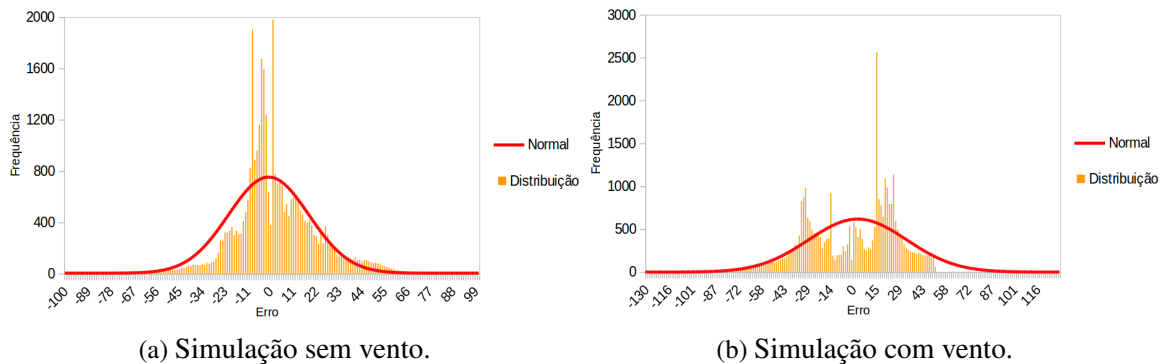 2000
1600
1200
800
400
0
Frequência
-100 -89 -78 -67 -56 -45 -34 -22 -11 0 11 22 33 44 55 66 77 88 99
Erro
Normal
Distribuição
(a) Simulação sem vento.
3000
2500
2000
1500
1000
500
0
Frequência
-130 -116 -101 -87 -72 -58 -43 -29 -14 0 15 29 43 58 72 87 101 116
Erro
Normal
Distribuição
(b) Simulação com vento.